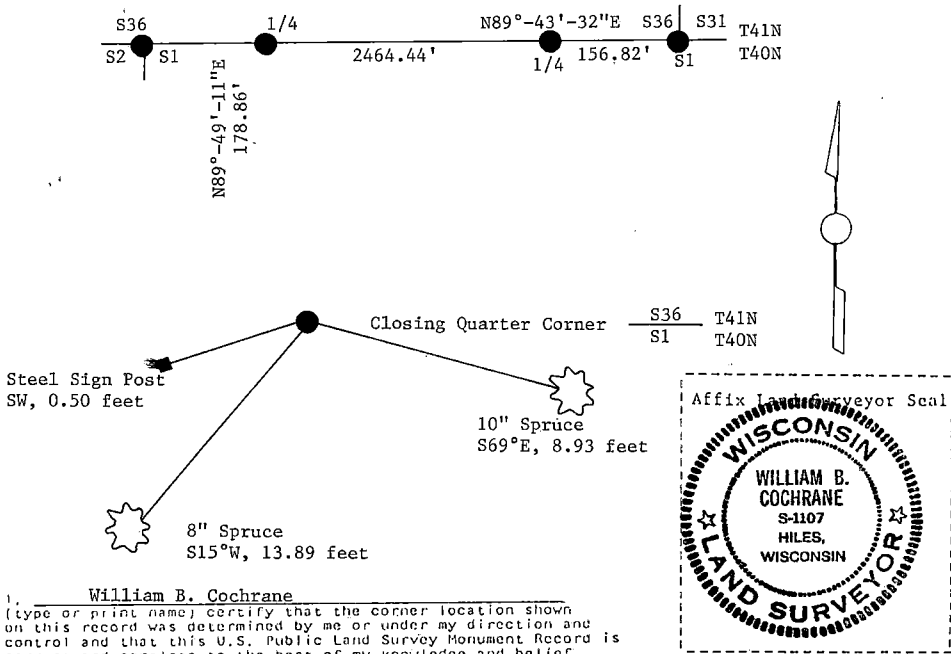 S36 1/4 N89°-43'-32"E S36 S31 T41N
S2 S1 2464.44' 1/4 156.82' S1 T40N
N89°-49'-11"E
178.86'
Closing Quarter Corner S36 T41N
S1 T40N
Steel Sign Post
SW, 0.50 feet
10" Spruce
S69°E, 8.93 feet
8" Spruce
S15°W, 13.89 feet
Affix Land Surveyor Seal
WISCONSIN
WILLIAM B.
COCHRANE
S-1107
HILES,
WISCONSIN
LAND SURVEYOR
I, William B. Cochrane
(type or print name) certify that the corner location shown
on this record was determined by me or under my direction and
control and that this U.S. Public Land Survey Monument Record is
to the best of my knowledge and belief